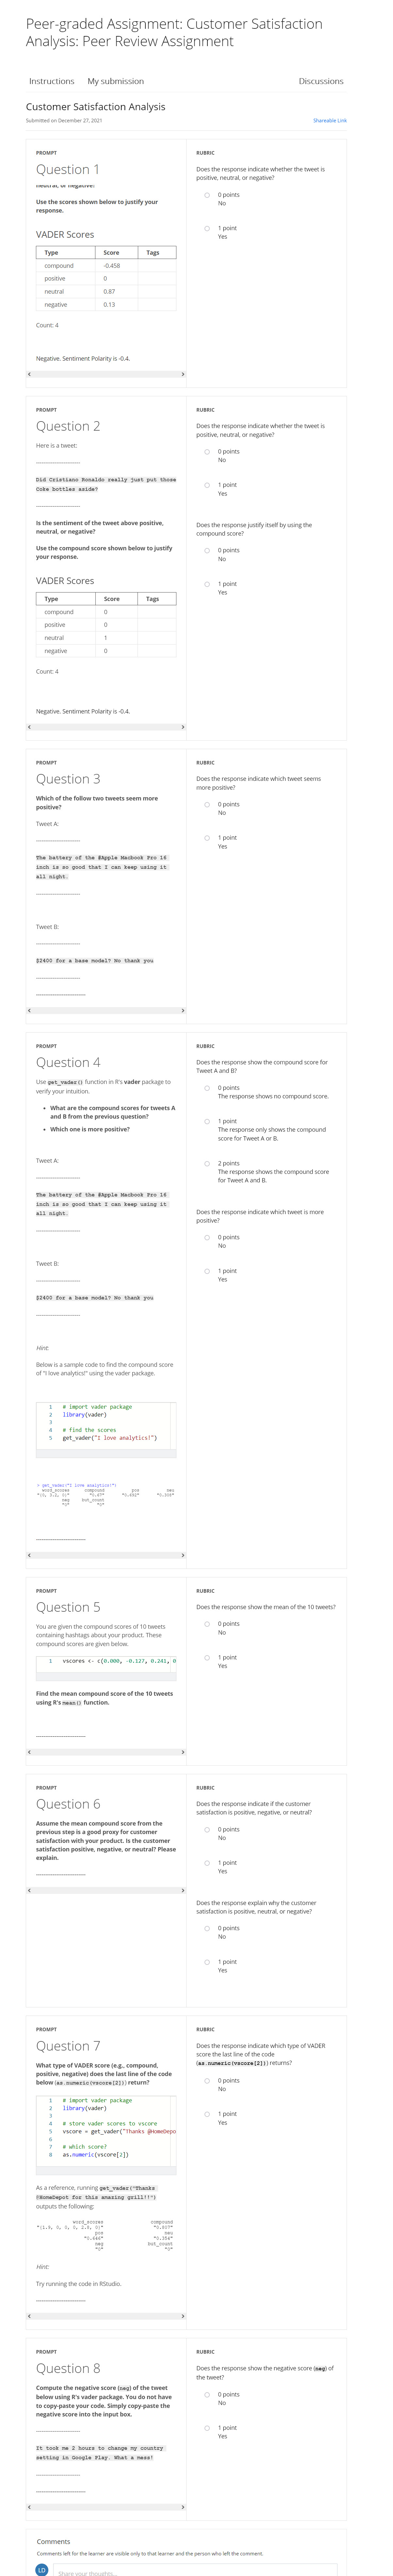 Peer-graded Assignment: Customer Satisfaction
Analysis: Peer Review Assignment
Instructions
My submission
Discussions
Customer Satisfaction Analysis
Submitted on December 27, 2021
Shareable Link
PROMPT
Question 1
neutral, or negative?
Use the scores shown below to justify your
response.
VADER Scores
Type Score Tags
compound -0.458
positive 0
neutral 0.87
negative 0.13
Count: 4
Negative. Sentiment Polarity is -0.4.
RUBRIC
Does the response indicate whether the tweet is
positive, neutral, or negative?
0 points
No
1 point
Yes
PROMPT
Question 2
Here is a tweet:
----------------------
Did Cristiano Ronaldo really just put those
Coke bottles aside?
----------------------
Is the sentiment of the tweet above positive,
neutral, or negative?
Use the compound score shown below to justify
your response.
VADER Scores
Type Score Tags
compound 0
positive 0
neutral 1
negative 0
Count: 4
Negative. Sentiment Polarity is -0.4.
RUBRIC
Does the response indicate whether the tweet is
positive, neutral, or negative?
0 points
No
1 point
Yes
Does the response justify itself by using the
compound score?
0 points
No
1 point
Yes
PROMPT
Question 3
Which of the follow two tweets seem more
positive?
Tweet A:
----------------------
The battery of the #Apple Macbook Pro 16
inch is so good that I can keep using it
all night.
----------------------
Tweet B:
----------------------
$2400 for a base model? No thank you
----------------------
-------------------------
RUBRIC
Does the response indicate which tweet seems
more positive?
0 points
No
1 point
Yes
PROMPT
Question 4
Use get_vader() function in R's vader package to
verify your intuition.
• What are the compound scores for tweets A
and B from the previous question?
• Which one is more positive?
Tweet A:
----------------------
The battery of the #Apple Macbook Pro 16
inch is so good that I can keep using it
all night.
----------------------
Tweet B:
----------------------
$2400 for a base model? No thank you
----------------------
Hint:
Below is a sample code to find the compound score
of "I love analytics!" using the vader package.
1 # import vader package
2 library(vader)
3
4 # find the scores
5 get_vader("I love analytics!")
> get_vader("I love analytics!")
word_scores compound pos neu
neg but_count
"0" "0"
-------------------------
RUBRIC
Does the response show the compound score for
Tweet A and B?
0 points
The response shows no compound score.
1 point
The response only shows the compound
score for Tweet A or B.
2 points
The response shows the compound score
for Tweet A and B.
Does the response indicate which tweet is more
positive?
0 points
No
1 point
Yes
PROMPT
Question 5
You are given the compound scores of 10 tweets
containing hashtags about your product. These
compound scores are given below.
1 vscores <- c(0.000, -0.127, 0.241, 0
Find the mean compound score of the 10 tweets
using R's mean() function.
-------------------------
RUBRIC
Does the response show the mean of the 10 tweets?
0 points
No
1 point
Yes
PROMPT
Question 6
Assume the mean compound score from the
previous step is a good proxy for customer
satisfaction with your product. Is the customer
satisfaction positive, negative, or neutral? Please
explain.
-------------------------
RUBRIC
Does the response indicate if the customer
satisfaction is positive, negative, or neutral?
0 points
No
1 point
Yes
Does the response explain why the customer
satisfaction is positive, neutral, or negative?
0 points
No
1 point
Yes
PROMPT
Question 7
What type of VADER score (e.g., compound,
positive, negative) does the last line of the code
below (as.numeric(vscore[2])) return?
1 # import vader package
2 library(vader)
3
4 # store vader scores to vscore
5 vscore = get_vader("Thanks @HomeDepo
6
7 # which score?
8 as.numeric(vscore[2])
As a reference, running get_vader("Thanks
@HomeDepot for this amazing grill!!")
outputs the following:
word_scores compound
pos neu
neg but_count
"0" "0"
Hint:
Try running the code in RStudio.
-------------------------
RUBRIC
Does the response indicate which type of VADER
score the last line of the code
(as.numeric(vscore[2])) returns?
0 points
No
1 point
Yes
PROMPT
Question 8
Compute the negative score (neg) of the tweet
below using R's vader package. You do not have
to copy-paste your code. Simply copy-paste the
negative score into the input box.
----------------------
It took me 2 hours to change my country
setting in Google Play. What a mess!
----------------------
-------------------------
RUBRIC
Does the response show the negative score (neg) of
the tweet?
0 points
No
1 point
Yes
Comments
Comments left for the learner are visible only to that learner and the person who left the comment.
LD
Share your thoughts...